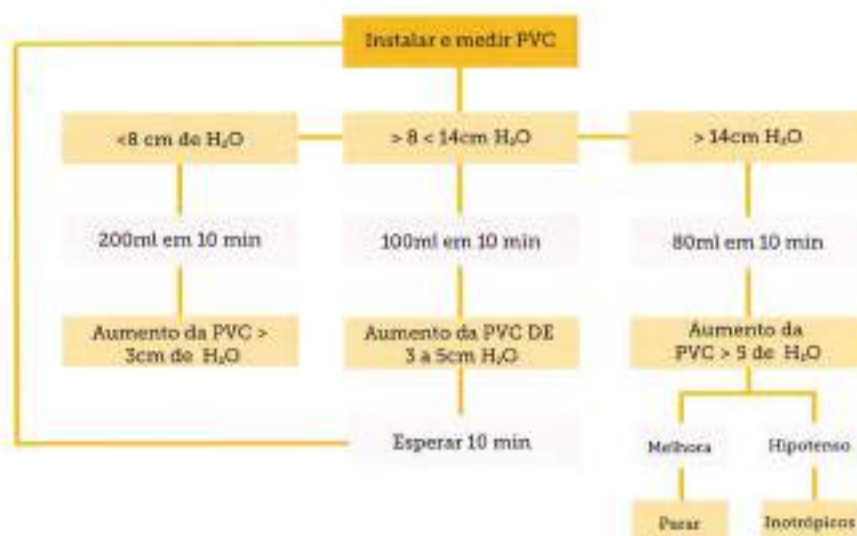 Instalar e medir PVC
<8 cm de H₂O
> 8 < 14cm H₂O
> 14cm H₂O
200ml em 10 min
100ml em 10 min
80ml em 10 min
Aumento da PVC >
3cm de H₂O
Aumento da PVC DE
3 a 5cm H₂O
Aumento da
PVC > 5 de H₂O
Esperar 10 min
Melhora
Hipotenso
Parar
Inotrópicos